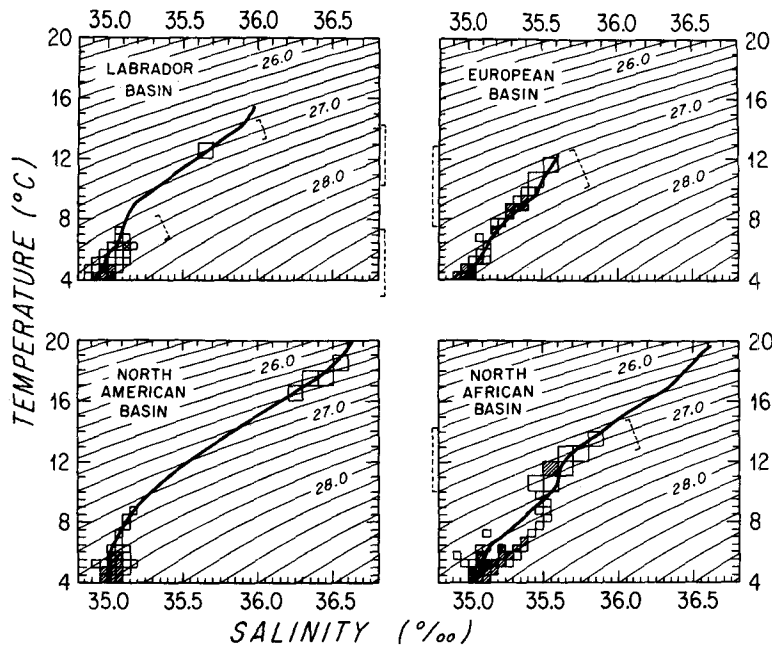 35.0 35.5 36.0 36.5
35.0 35.5 36.0 36.5
20
16
12
8
4
LABRADOR
BASIN
26.0
27.0
28.0
EUROPEAN
BASIN
26.0
27.0
28.0
20
16
12
8
4
TEMPERATURE (°C)
20
16
12
8
4
NORTH
AMERICAN
BASIN
26.0
27.0
28.0
NORTH
AFRICAN
BASIN
26.0
27.0
28.0
20
16
12
8
4
35.0 35.5 36.0 36.5
35.0 35.5 36.0 36.5
SALINITY (°/oo)